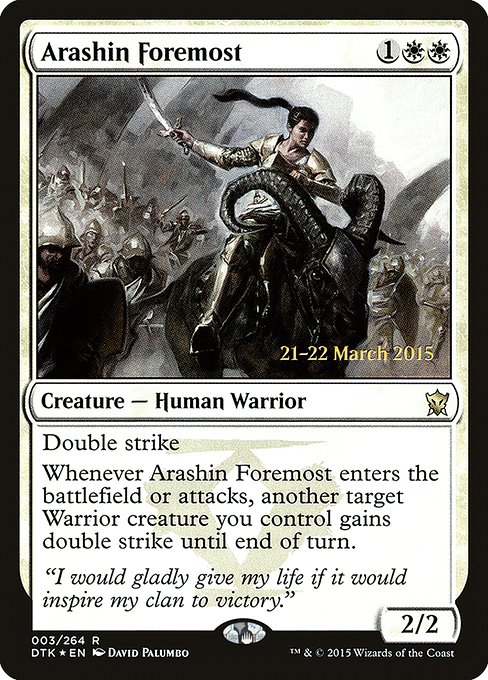 Arashin Foremost 1
21–22 March 2015
Creature — Human Warrior
Double strike
Whenever Arashin Foremost enters the
battlefield or attacks, another target
Warrior creature you control gains
double strike until end of turn.
“I would gladly give my life if it would
inspire my clan to victory.”
2/2
003/264 R
DTK ★ EN David Palumbo
™ & © 2015 Wizards of the Coast